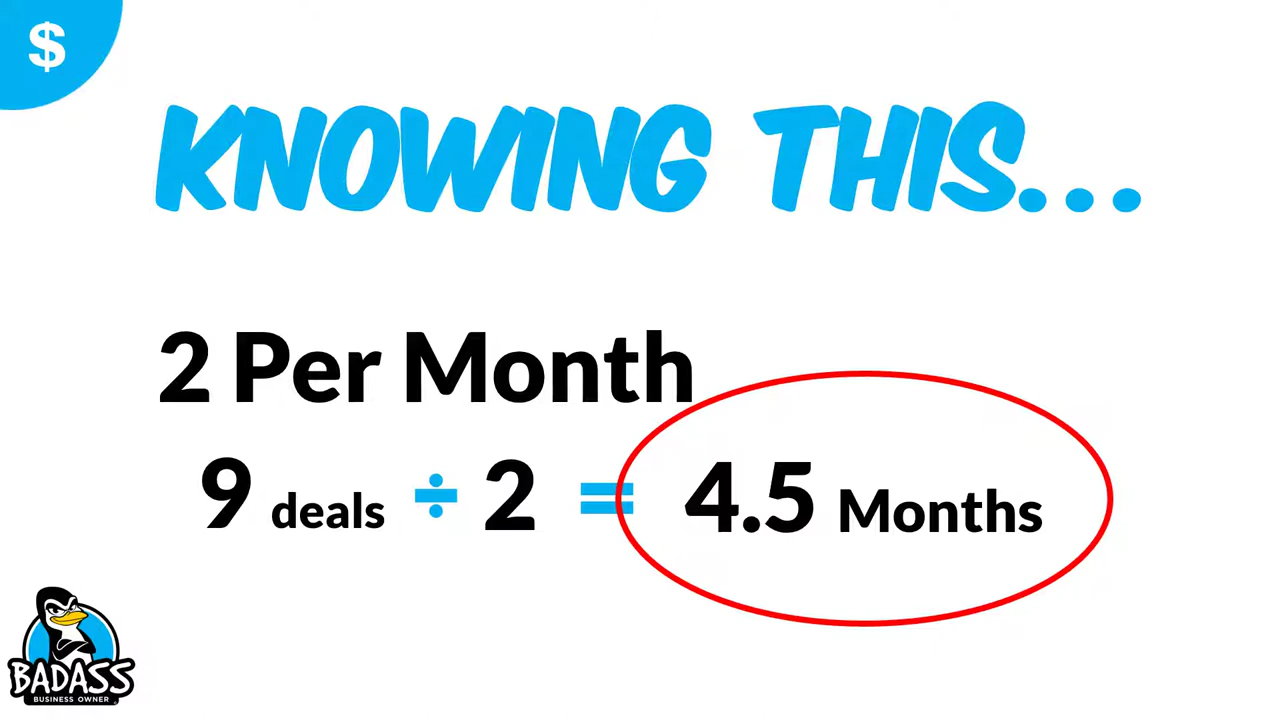 $
KNOWING THIS...
2 Per Month
9 deals ÷ 2 = 4.5 Months
BADASS
BUSINESS OWNER